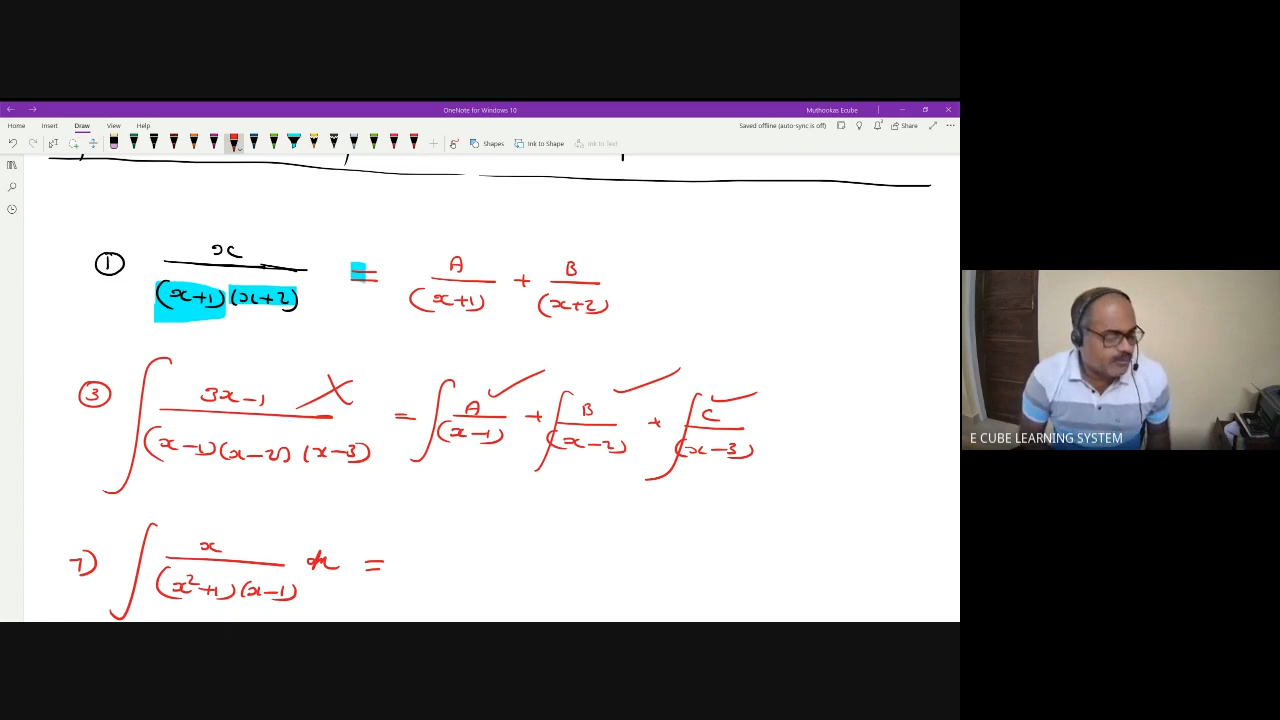 OneNote for Windows 10
Muthookas Ecube
Home Insert Draw View Help
Saved offline (auto-sync is off) Share
Shapes Ink to Shape Ink to Text
① x / (x+1)(x+2) = A/(x+1) + B/(x+2)
③ ∫ 3x-1 / (x-1)(x-2)(x-3) = ∫ A/(x-1) + ∫ B/(x-2) + ∫ C/(x-3)
7) ∫ x / (x²+1)(x-1) dx =
E CUBE LEARNING SYSTEM